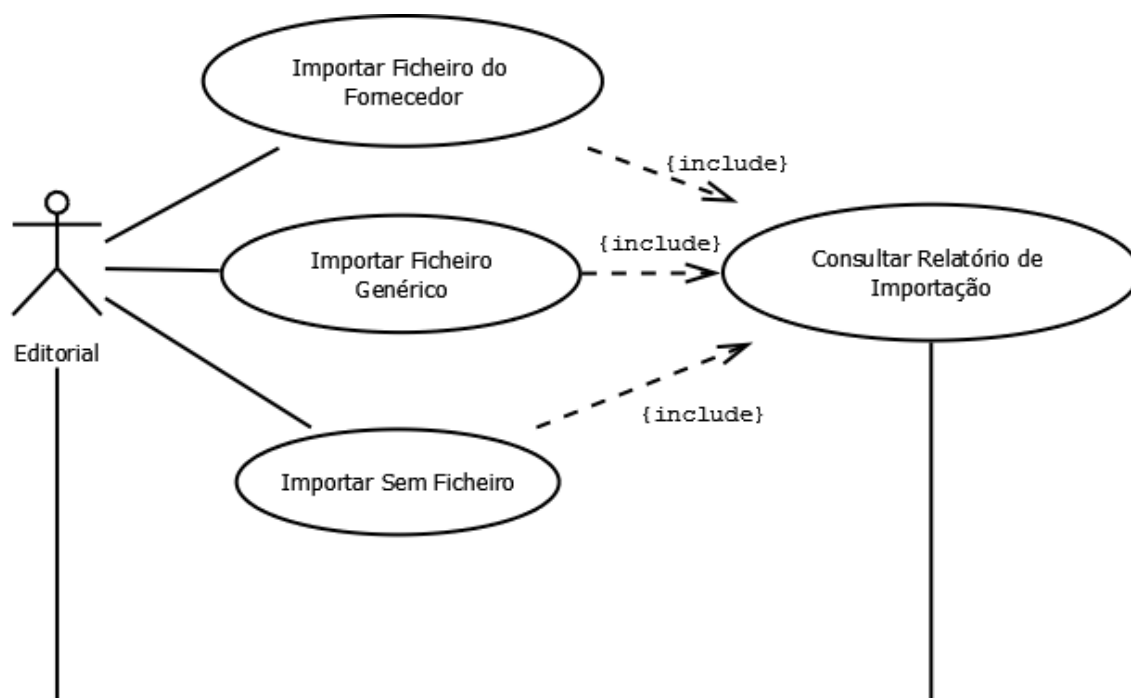 Importar Ficheiro do
Fornecedor
{include}
Importar Ficheiro
Genérico
{include}
Consultar Relatório de
Importação
Editorial
{include}
Importar Sem Ficheiro